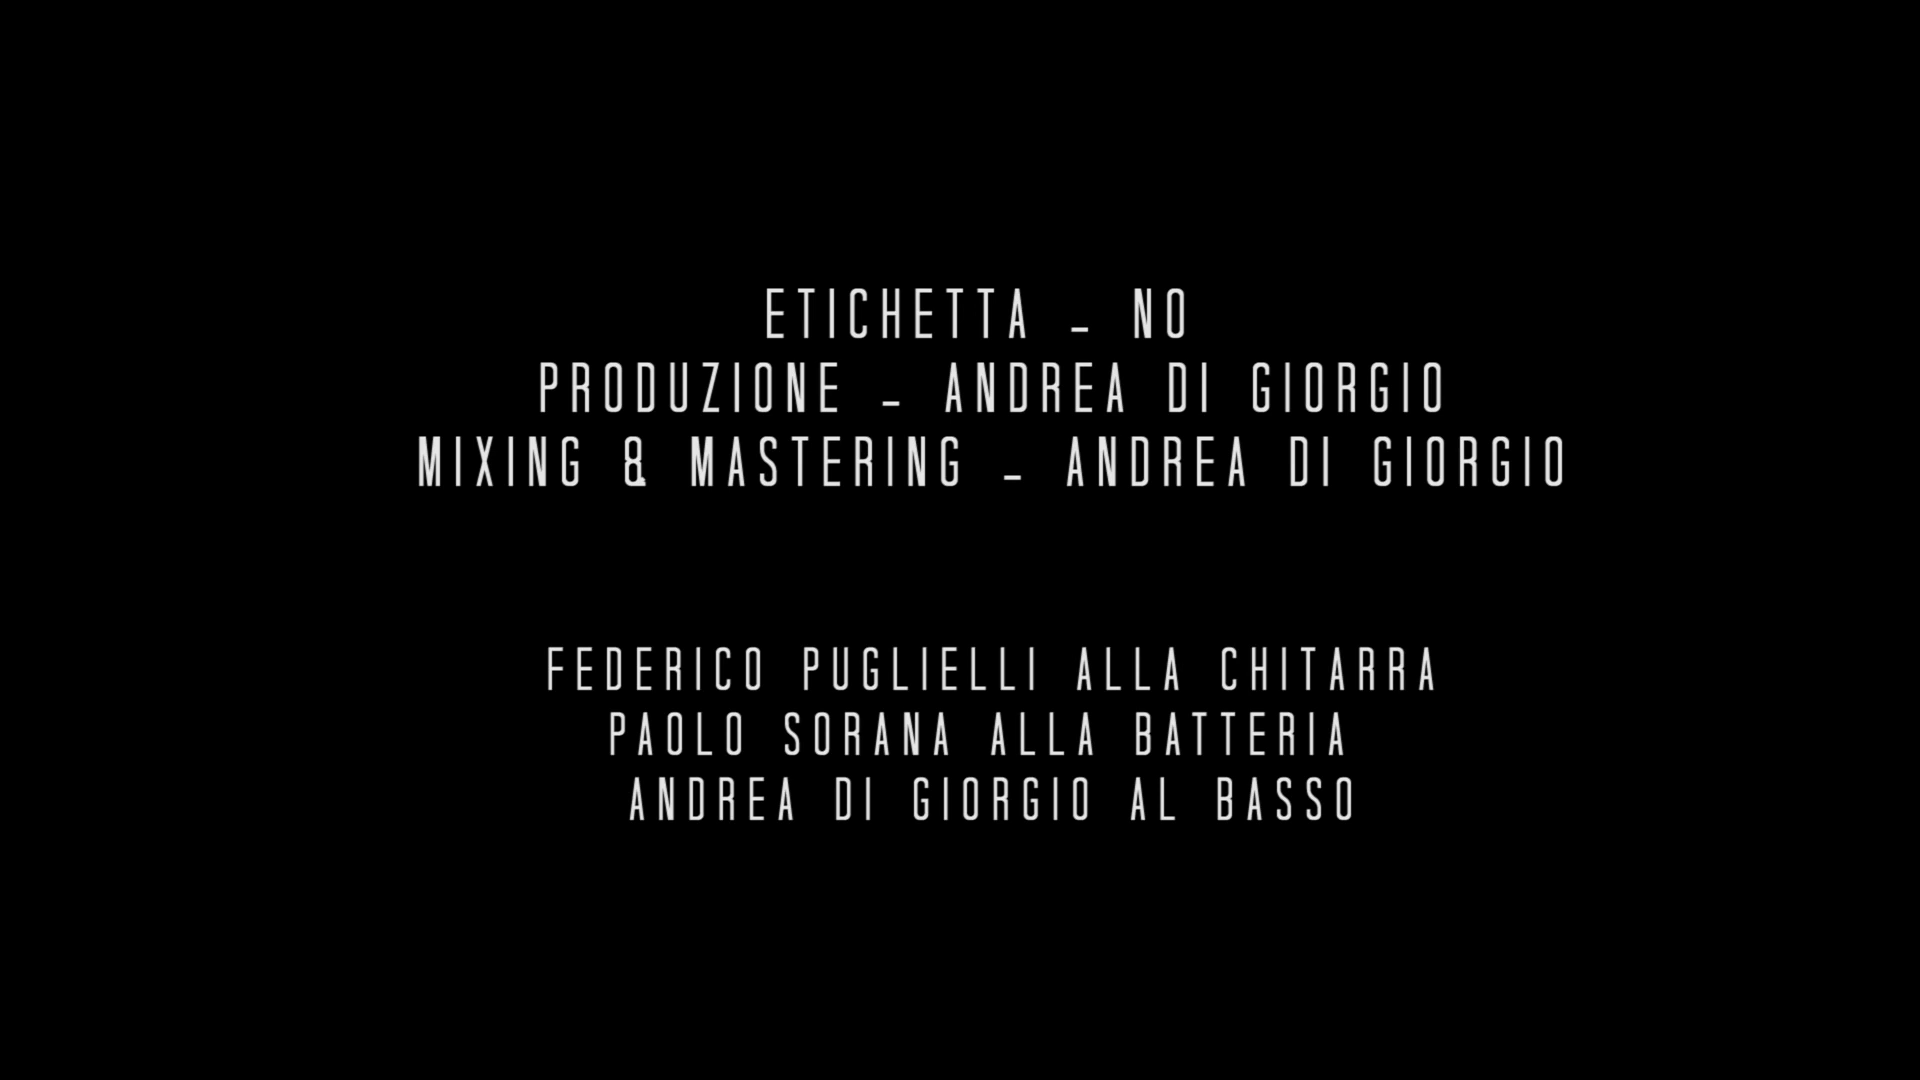 ETICHETTA - NO
PRODUZIONE - ANDREA DI GIORGIO
MIXING & MASTERING - ANDREA DI GIORGIO
FEDERICO PUGLIELLI ALLA CHITARRA
PAOLO SORANA ALLA BATTERIA
ANDREA DI GIORGIO AL BASSO